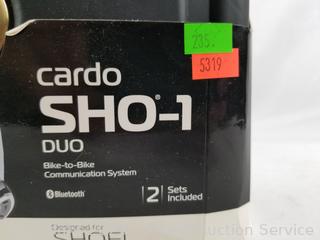 235.
5319
cardo
SHO-1
DUO
Bike-to-Bike
Communication System
Bluetooth
2 Sets
Included
Designed for
SHOEI
Auction Service